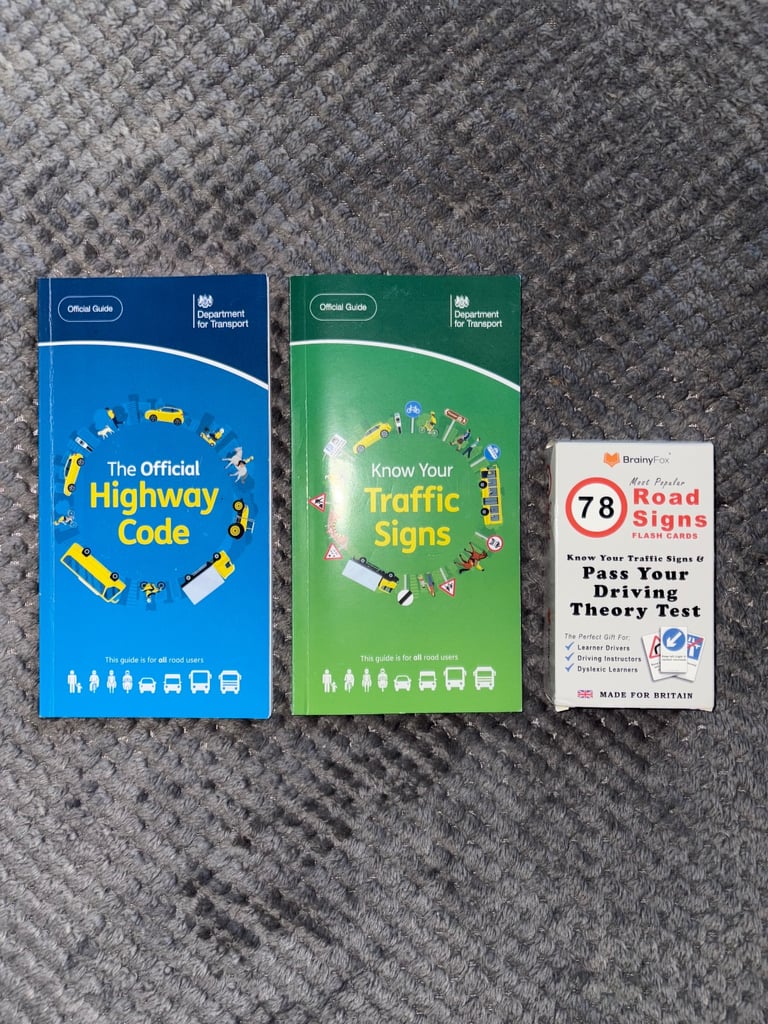 Official Guide
Department
for Transport
The Official
Highway
Code
This guide is for all road users
Official Guide
Department
for Transport
Know Your
Traffic
Signs
This guide is for all road users
BrainyFox
78
Most Popular
Road
Signs
FLASH CARDS
Know Your Traffic Signs &
Pass Your
Driving
Theory Test
The Perfect Gift For:
Learner Drivers
Driving Instructors
Dyslexic Learners
MADE FOR BRITAIN